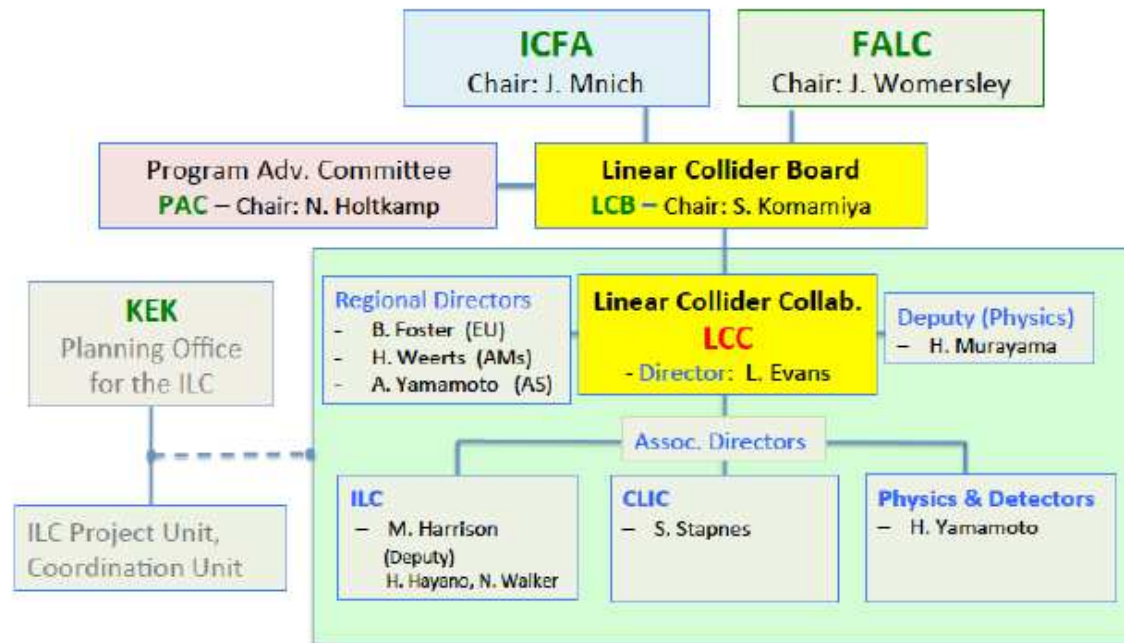 ICFA
Chair: J. Mnich
FALC
Chair: J. Womersley
Program Adv. Committee
PAC – Chair: N. Holtkamp
Linear Collider Board
LCB – Chair: S. Komamiya
KEK
Planning Office
for the ILC
Regional Directors
- B. Foster (EU)
- H. Weerts (AMs)
- A. Yamamoto (AS)
Linear Collider Collab.
LCC
- Director: L. Evans
Deputy (Physics)
– H. Murayama
Assoc. Directors
ILC
– M. Harrison
(Deputy)
H. Hayano, N. Walker
CLIC
– S. Stapnes
Physics & Detectors
– H. Yamamoto
ILC Project Unit,
Coordination Unit